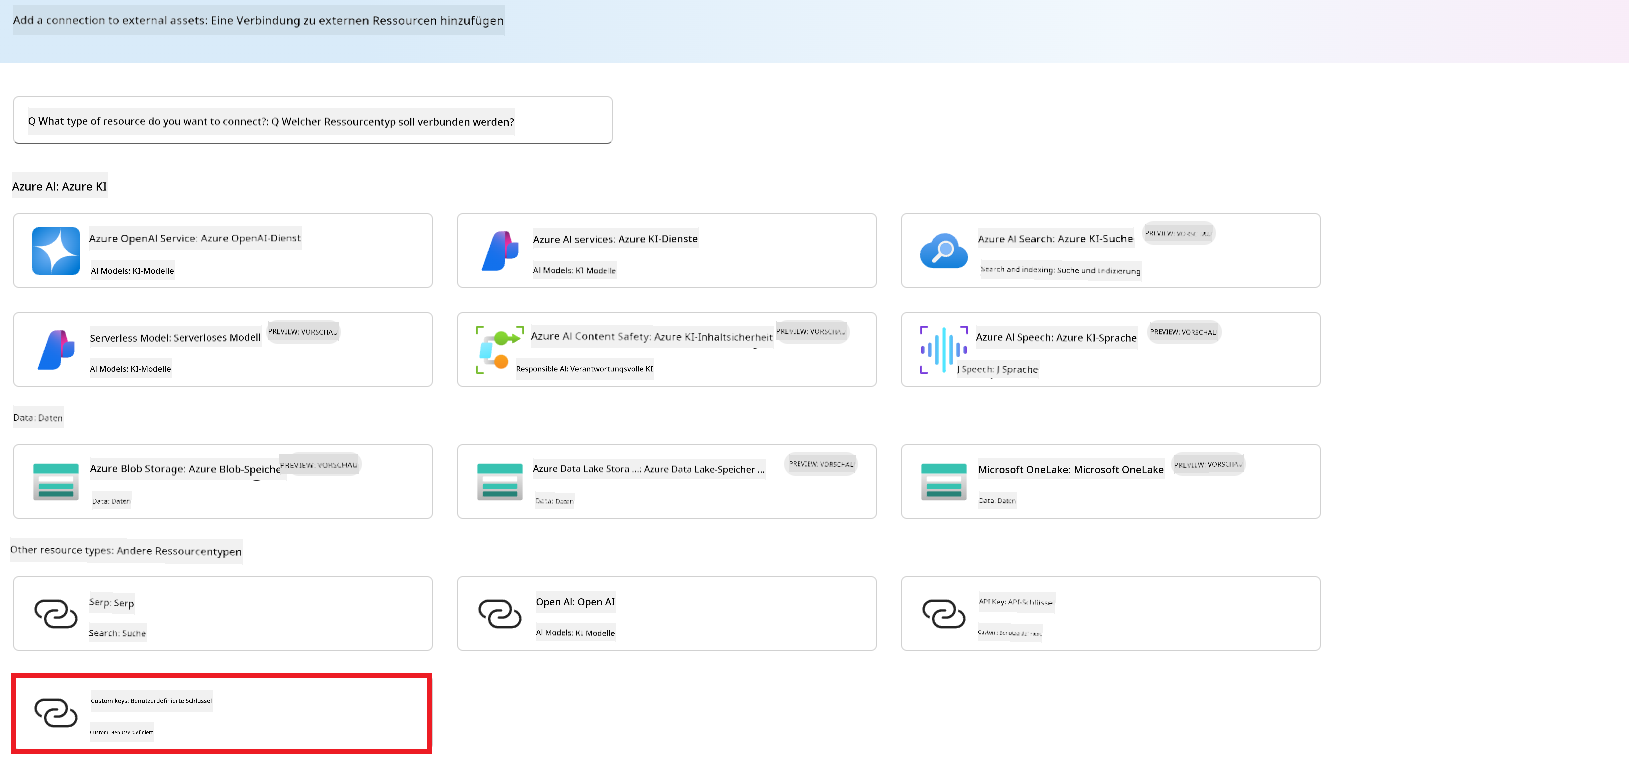 Add a connection to external assets: Eine Verbindung zu externen Ressourcen hinzufügen
Q What type of resource do you want to connect?: Q Welcher Ressourcentyp soll verbunden werden?
Azure AI: Azure KI
Azure OpenAI Service: Azure OpenAI-Dienst
AI Models: KI-Modelle
Azure AI services: Azure KI-Dienste
AI Models: KI-Modelle
Azure AI Search: Azure KI-Suche
PREVIEW:
Search and indexing: Suche und Indizierung
Serverless Model: Serverloses Modell
PREVIEW: VORSCHAU
AI Models: KI-Modelle
Azure AI Content Safety: Azure KI-Inhaltsicherheit
PREVIEW: VORSCHAU
Responsible AI: Verantwortungsvolle KI
Azure AI Speech: Azure KI-Sprache
PREVIEW: VORSCHAU
J Speech: J Sprache
Data: Daten
Azure Blob Storage: Azure Blob-Speiche
PREVIEW: VORSCHAU
Data: Daten
Azure Data Lake Stora ...: Azure Data Lake-Speicher ...
PREVIEW: VORSCHAU
Data: Daten
Microsoft OneLake: Microsoft OneLake
PREVIEW: VORSCHAU
Data: Daten
Other resource types: Andere Ressourcentypen
Serp: Serp
Search: Suche
Open AI: Open AI
AI Models: KI-Modelle
API Key: API-Schlüssel
Custom:
Custom keys: Benutzerdefinierte Schlüssel